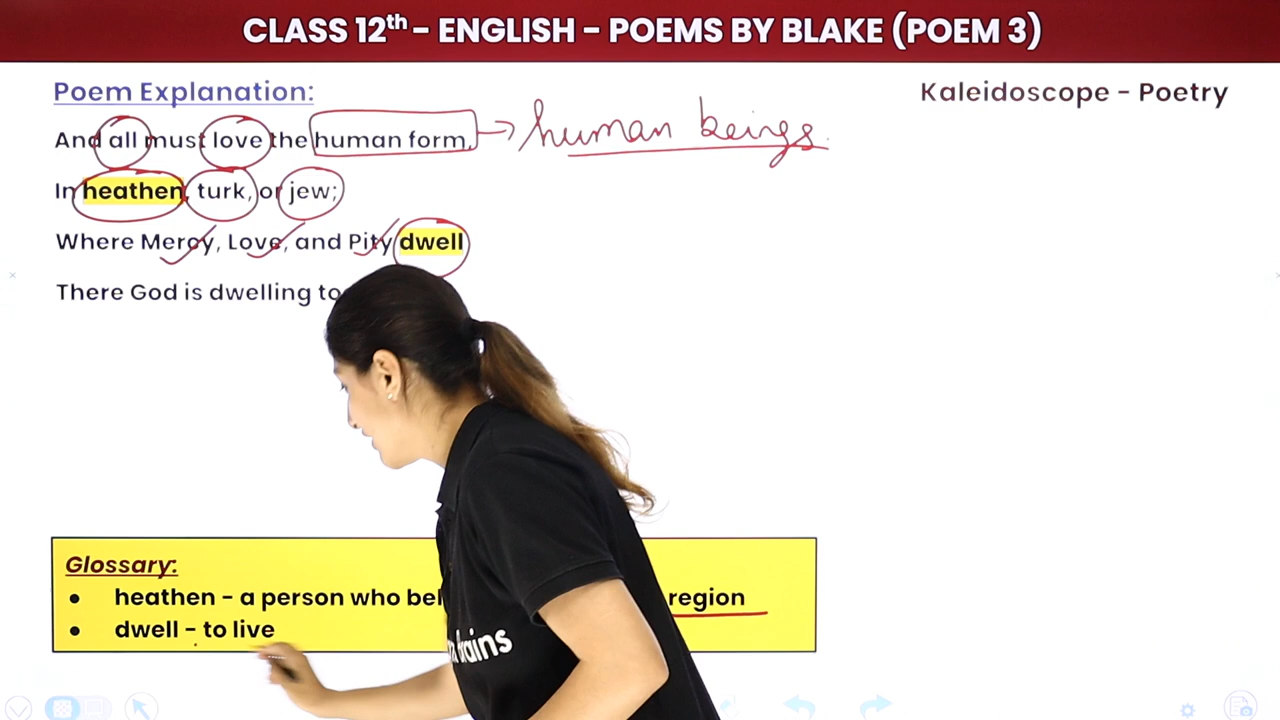 CLASS 12th - ENGLISH - POEMS BY BLAKE (POEM 3)
Poem Explanation:
Kaleidoscope - Poetry
And all must love the human form,
human beings.
In heathen, turk, or jew;
Where Mercy, Love, and Pity dwell
There God is dwelling
Glossary:
heathen - a person who
region
dwell - to live